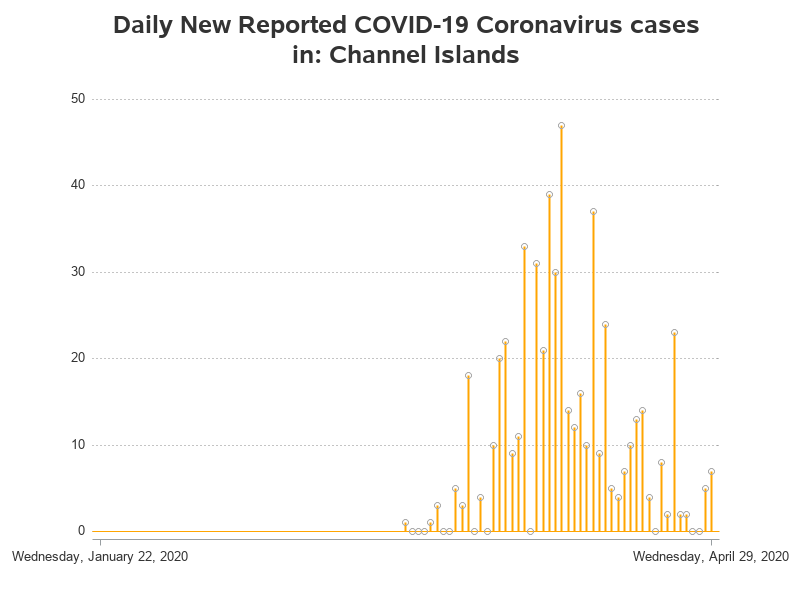 Daily New Reported COVID-19 Coronavirus cases
in: Channel Islands
50
40
30
20
10
0
Wednesday, January 22, 2020 Wednesday, April 29, 2020